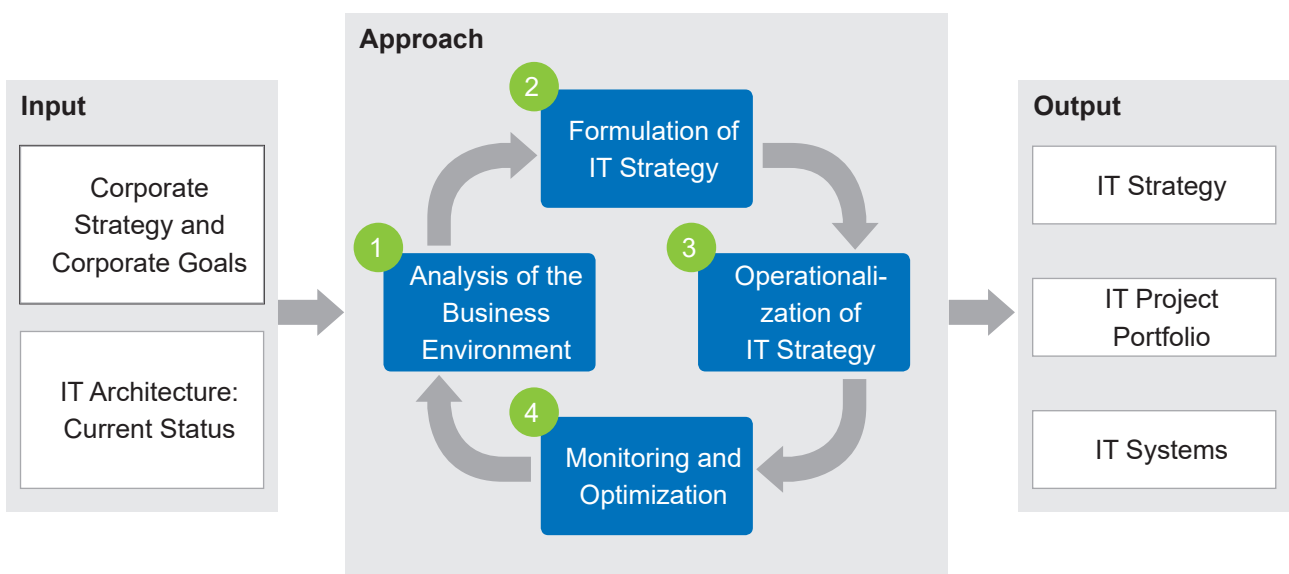 Input
Corporate
Strategy and
Corporate Goals
IT Architecture:
Current Status
Approach
1
Analysis of the
Business
Environment
2
Formulation of
IT Strategy
3
Operationali-
zation of
IT Strategy
4
Monitoring and
Optimization
Output
IT Strategy
IT Project
Portfolio
IT Systems